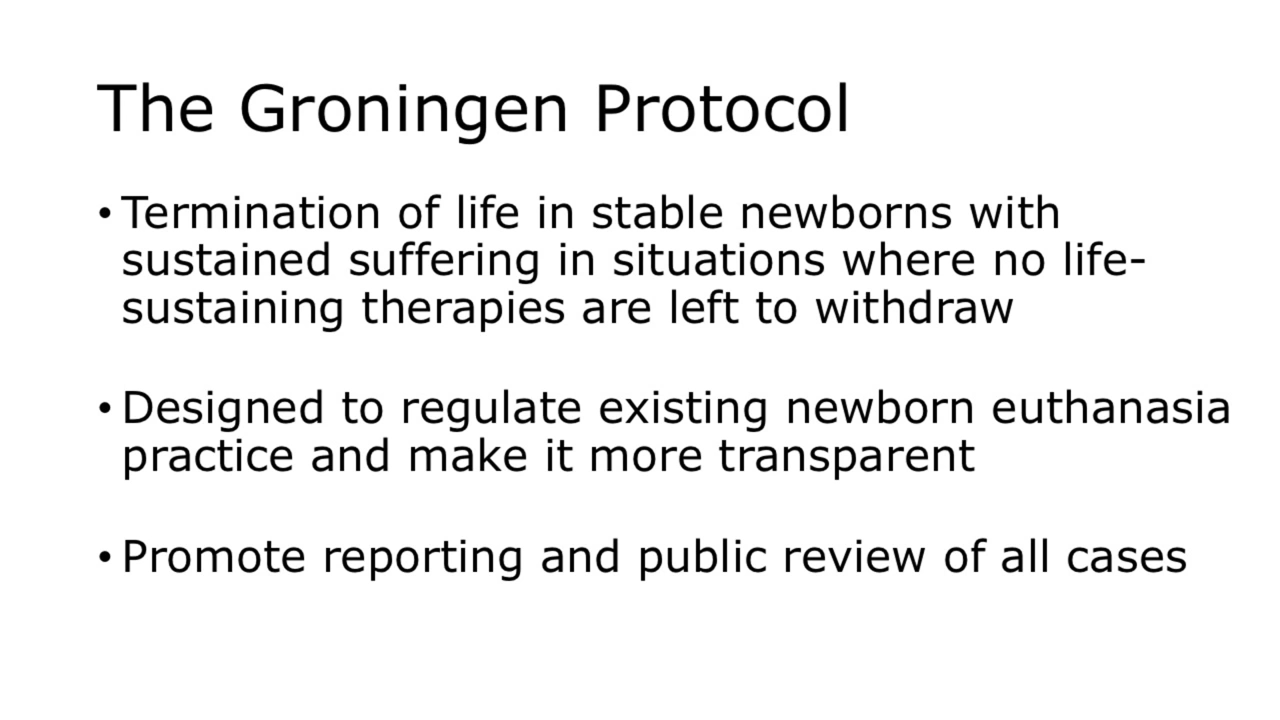 The Groningen Protocol
• Termination of life in stable newborns with
sustained suffering in situations where no life-
sustaining therapies are left to withdraw
• Designed to regulate existing newborn euthanasia
practice and make it more transparent
• Promote reporting and public review of all cases